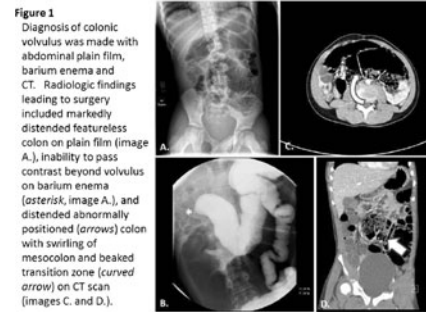 Figure 1
Diagnosis of colonic
volvulus was made with
abdominal plain film,
barium enema and
CT. Radiologic findings
leading to surgery
included markedly
distended featureless
colon on plain film (image
A.), inability to pass
contrast beyond volvulus
on barium enema
(asterisk, image A.), and
distended abnormally
positioned (arrows) colon
with swirling of
mesocolon and beaked
transition zone (curved
arrow) on CT scan
(images C. and D.).
A.
C.
B.
D.